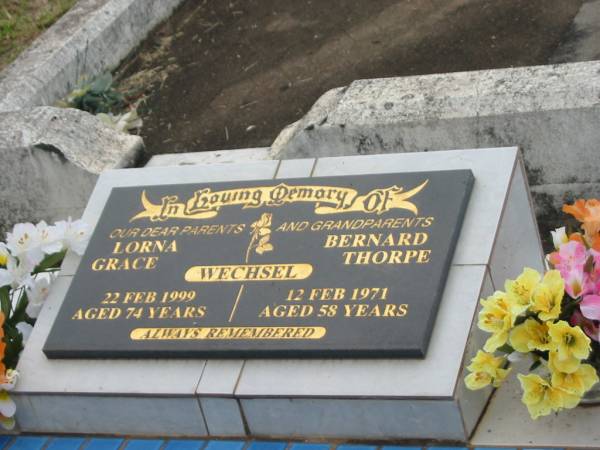 In Loving Memory Of
OUR DEAR PARENTS AND GRANDPARENTS
LORNA GRACE
BERNARD THORPE
WECHSEL
22 FEB 1999
AGED 74 YEARS
12 FEB 1971
AGED 58 YEARS
ALWAYS REMEMBERED